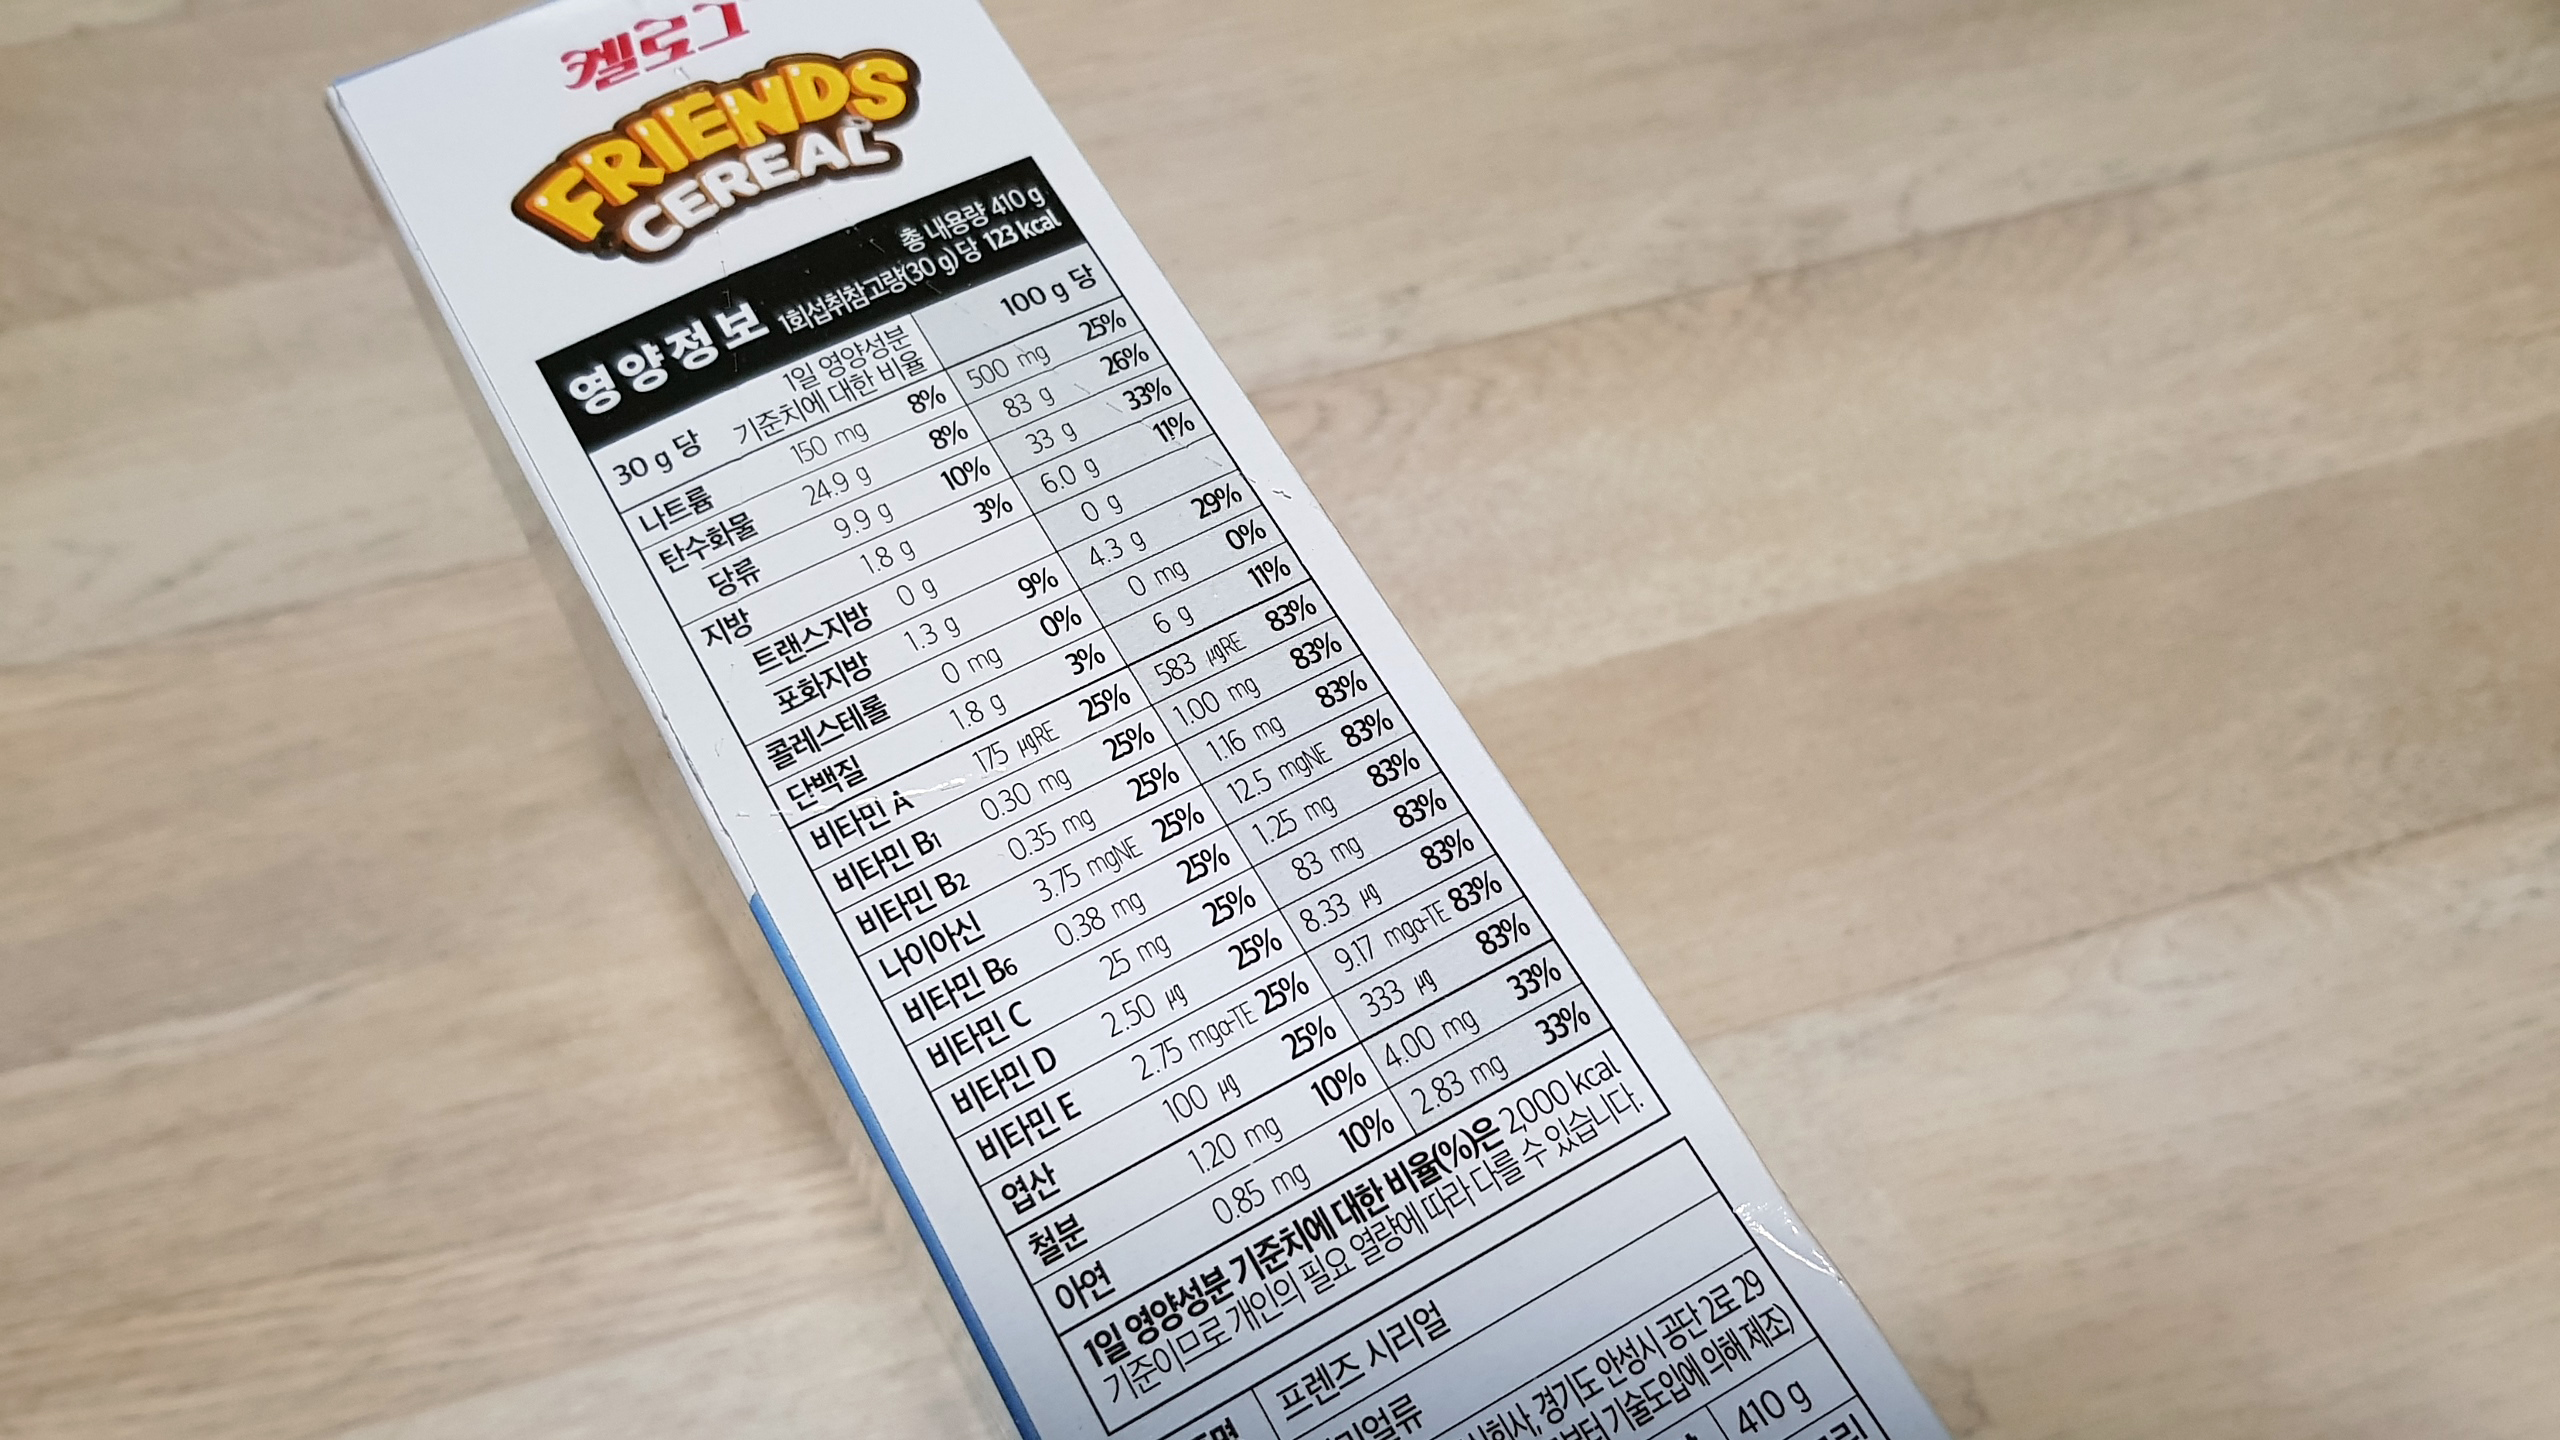 켈로그
FRIENDS
CEREAL
영양정보
총 내용량 410 g
1회섭취참고량(30 g)당 123 kcal
30 g 당 1일 영양성분 기준치에 대한 비율 100 g 당
나트륨 150 mg 8% 500 mg 25%
탄수화물 24.9 g 8% 83 g 26%
당류 9.9 g 10% 33 g 33%
지방 1.8 g 3% 6.0 g 11%
트랜스지방 0 g 0 g
포화지방 1.3 g 9% 4.3 g 29%
콜레스테롤 0 mg 0% 0 mg 0%
단백질 1.8 g 3% 6 g 11%
비타민 A 175 μgRE 25% 583 μgRE 83%
비타민 B1 0.30 mg 25% 1.00 mg 83%
비타민 B2 0.35 mg 25% 1.16 mg 83%
나이아신 3.75 mgNE 25% 12.5 mgNE 83%
비타민 B6 0.38 mg 25% 1.25 mg 83%
비타민 C 25 mg 25% 83 mg 83%
비타민 D 2.50 μg 25% 8.33 μg 83%
비타민 E 2.75 mgα-TE 25% 9.17 mgα-TE 83%
엽산 100 μg 25% 333 μg 83%
철분 1.20 mg 10% 4.00 mg 33%
아연 0.85 mg 10% 2.83 mg 33%
1일 영양성분 기준치에 대한 비율(%)은 2,000 kcal
기준이므로 개인의 필요 열량에 따라 다를 수 있습니다.
프렌즈 시리얼
경기도 안성시 공단 2로 29
기술도입에 의해 제조)
410 g